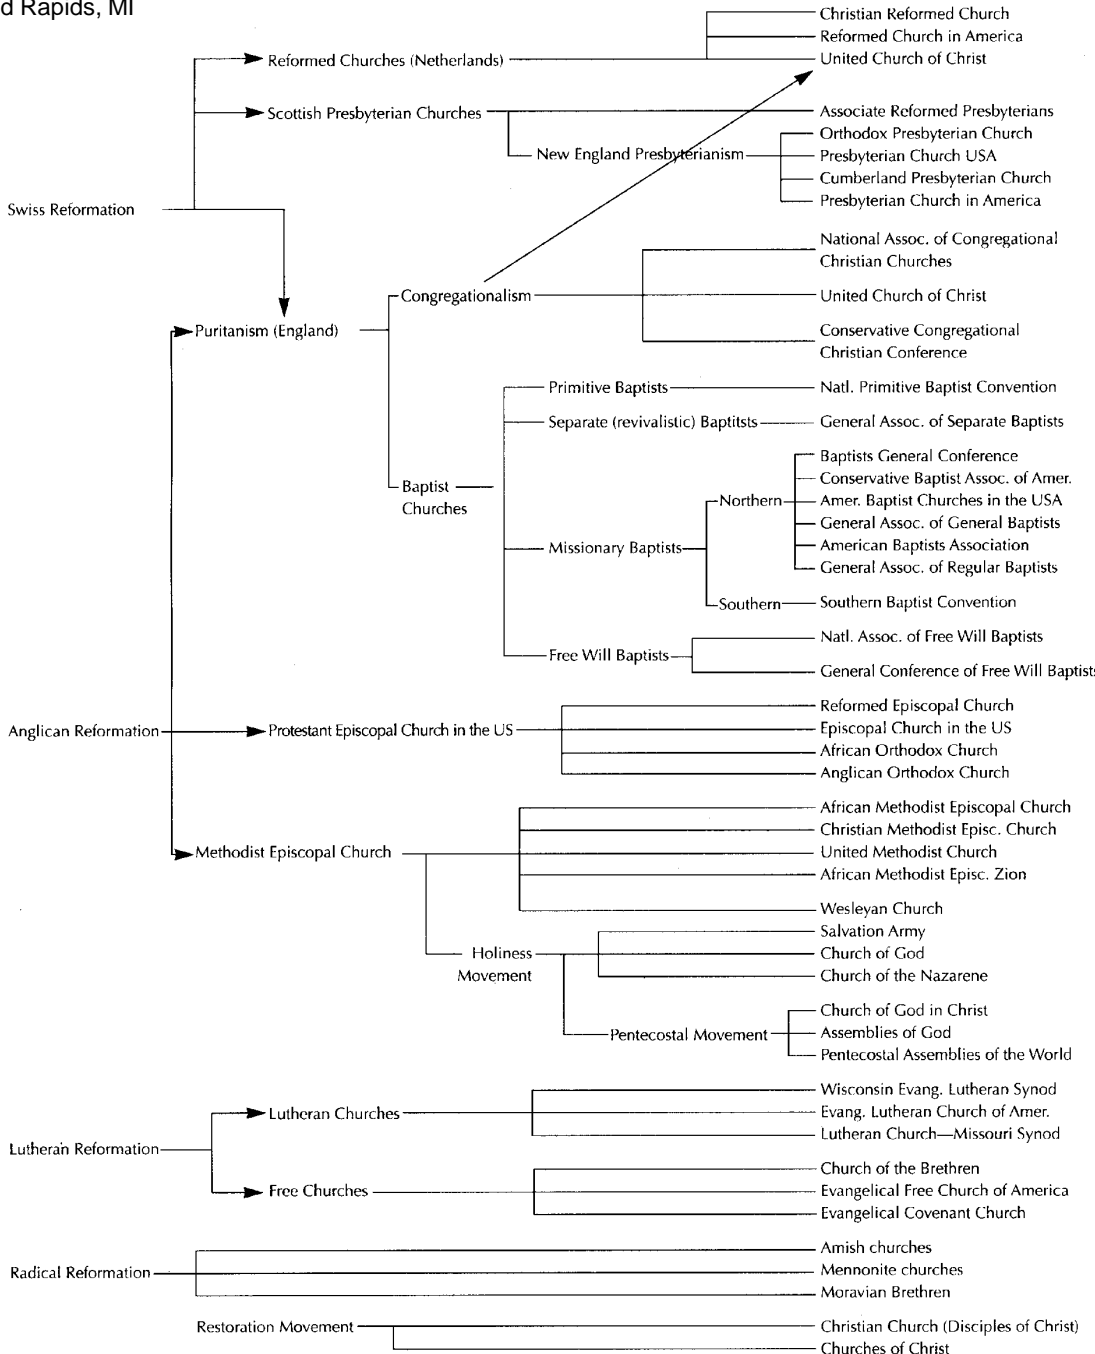 d Rapids, MI
Christian Reformed Church
Reformed Church in America
Reformed Churches (Netherlands)
United Church of Christ
Scottish Presbyterian Churches
Associate Reformed Presbyterians
Orthodox Presbyterian Church
New England Presbyterianism
Presbyterian Church USA
Cumberland Presbyterian Church
Presbyterian Church in America
Swiss Reformation
National Assoc. of Congregational
Christian Churches
Congregationalism
United Church of Christ
Puritanism (England)
Conservative Congregational
Christian Conference
Primitive Baptists
Natl. Primitive Baptist Convention
Separate (revivalistic) Baptitsts
General Assoc. of Separate Baptists
Baptists General Conference
Conservative Baptist Assoc. of Amer.
Baptist
Churches
Northern
Amer. Baptist Churches in the USA
General Assoc. of General Baptists
Missionary Baptists
American Baptists Association
General Assoc. of Regular Baptists
Southern
Southern Baptist Convention
Natl. Assoc. of Free Will Baptists
Free Will Baptists
General Conference of Free Will Baptists
Reformed Episcopal Church
Anglican Reformation
Protestant Episcopal Church in the US
Episcopal Church in the US
African Orthodox Church
Anglican Orthodox Church
African Methodist Episcopal Church
Christian Methodist Episc. Church
Methodist Episcopal Church
United Methodist Church
African Methodist Episc. Zion
Wesleyan Church
Salvation Army
Holiness
Movement
Church of God
Church of the Nazarene
Church of God in Christ
Pentecostal Movement
Assemblies of God
Pentecostal Assemblies of the World
Wisconsin Evang. Lutheran Synod
Lutheran Churches
Evang. Lutheran Church of Amer.
Lutheran Church—Missouri Synod
Lutheran Reformation
Church of the Brethren
Free Churches
Evangelical Free Church of America
Evangelical Covenant Church
Amish churches
Radical Reformation
Mennonite churches
Moravian Brethren
Restoration Movement
Christian Church (Disciples of Christ)
Churches of Christ